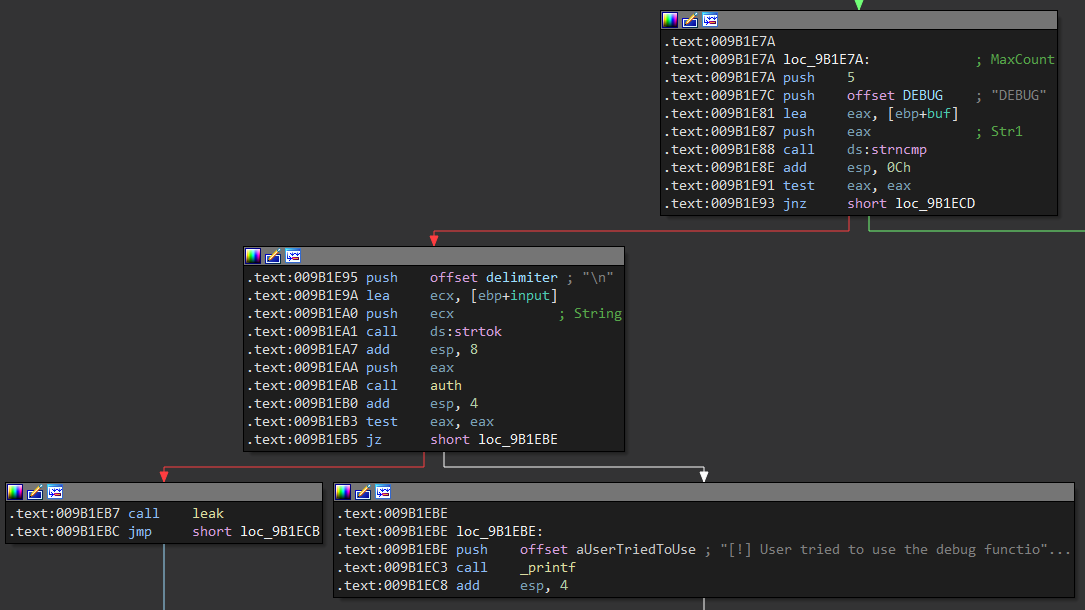 .text:009B1E7A
.text:009B1E7A loc_9B1E7A: ; MaxCount
.text:009B1E7A push 5
.text:009B1E7C push offset DEBUG ; "DEBUG"
.text:009B1E81 lea eax, [ebp+buf]
.text:009B1E87 push eax ; Str1
.text:009B1E88 call ds:strncmp
.text:009B1E8E add esp, 0Ch
.text:009B1E91 test eax, eax
.text:009B1E93 jnz short loc_9B1ECD
.text:009B1E95 push offset delimiter ; "\n"
.text:009B1E9A lea ecx, [ebp+input]
.text:009B1EA0 push ecx ; String
.text:009B1EA1 call ds:strtok
.text:009B1EA7 add esp, 8
.text:009B1EAA push eax
.text:009B1EAB call auth
.text:009B1EB0 add esp, 4
.text:009B1EB3 test eax, eax
.text:009B1EB5 jz short loc_9B1EBE
.text:009B1EB7 call leak
.text:009B1EBC jmp short loc_9B1ECB
.text:009B1EBE
.text:009B1EBE loc_9B1EBE:
.text:009B1EBE push offset aUserTriedToUse ; "[!] User tried to use the debug functio"...
.text:009B1EC3 call _printf
.text:009B1EC8 add esp, 4